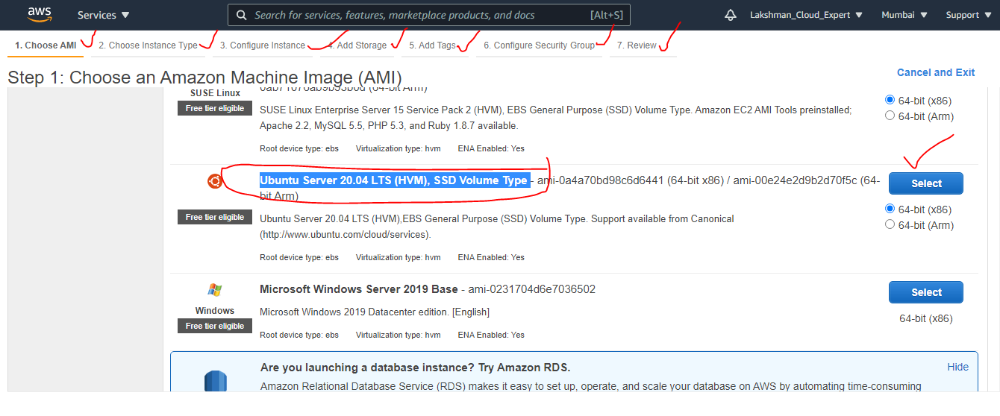 aws Services Search for services, features, marketplace products, and docs [Alt+S] Lakshman_Cloud_Expert Mumbai Support
1. Choose AMI 2. Choose Instance Type 3. Configure Instance 4. Add Storage 5. Add Tags 6. Configure Security Group 7. Review
Step 1: Choose an Amazon Machine Image (AMI) Cancel and Exit
SUSE Linux
Free tier eligible
0ab71076ab9b93b0d (64-bit Arm)
SUSE Linux Enterprise Server 15 Service Pack 2 (HVM), EBS General Purpose (SSD) Volume Type. Amazon EC2 AMI Tools preinstalled;
Apache 2.2, MySQL 5.5, PHP 5.3, and Ruby 1.8.7 available.
Root device type: ebs Virtualization type: hvm ENA Enabled: Yes
64-bit (x86)
64-bit (Arm)
Ubuntu Server 20.04 LTS (HVM), SSD Volume Type - ami-0a4a70bd98c6d6441 (64-bit x86) / ami-00e24e2d9b2d70f5c (64-
bit Arm)
Free tier eligible
Ubuntu Server 20.04 LTS (HVM),EBS General Purpose (SSD) Volume Type. Support available from Canonical
(http://www.ubuntu.com/cloud/services).
Root device type: ebs Virtualization type: hvm ENA Enabled: Yes
Select
64-bit (x86)
64-bit (Arm)
Windows
Free tier eligible
Microsoft Windows Server 2019 Base - ami-0231704d6e7036502
Microsoft Windows 2019 Datacenter edition. [English]
Root device type: ebs Virtualization type: hvm ENA Enabled: Yes
Select
64-bit (x86)
Are you launching a database instance? Try Amazon RDS. Hide
Amazon Relational Database Service (RDS) makes it easy to set up, operate, and scale your database on AWS by automating time-consuming